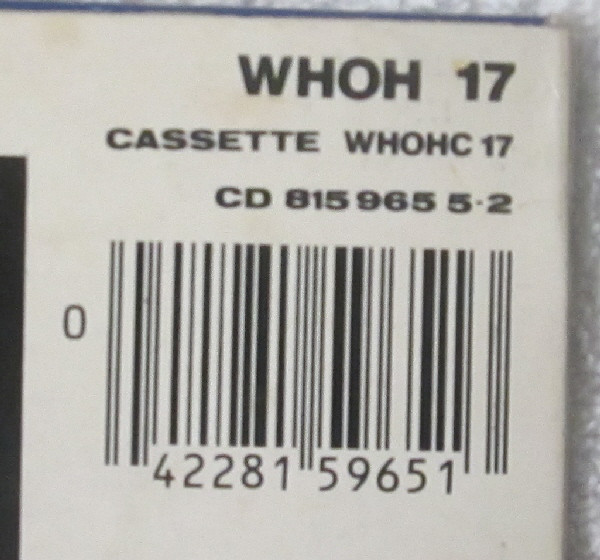 WHOH 17
CASSETTE WHOHC 17
CD 815 965 5·2
0 42281 59651